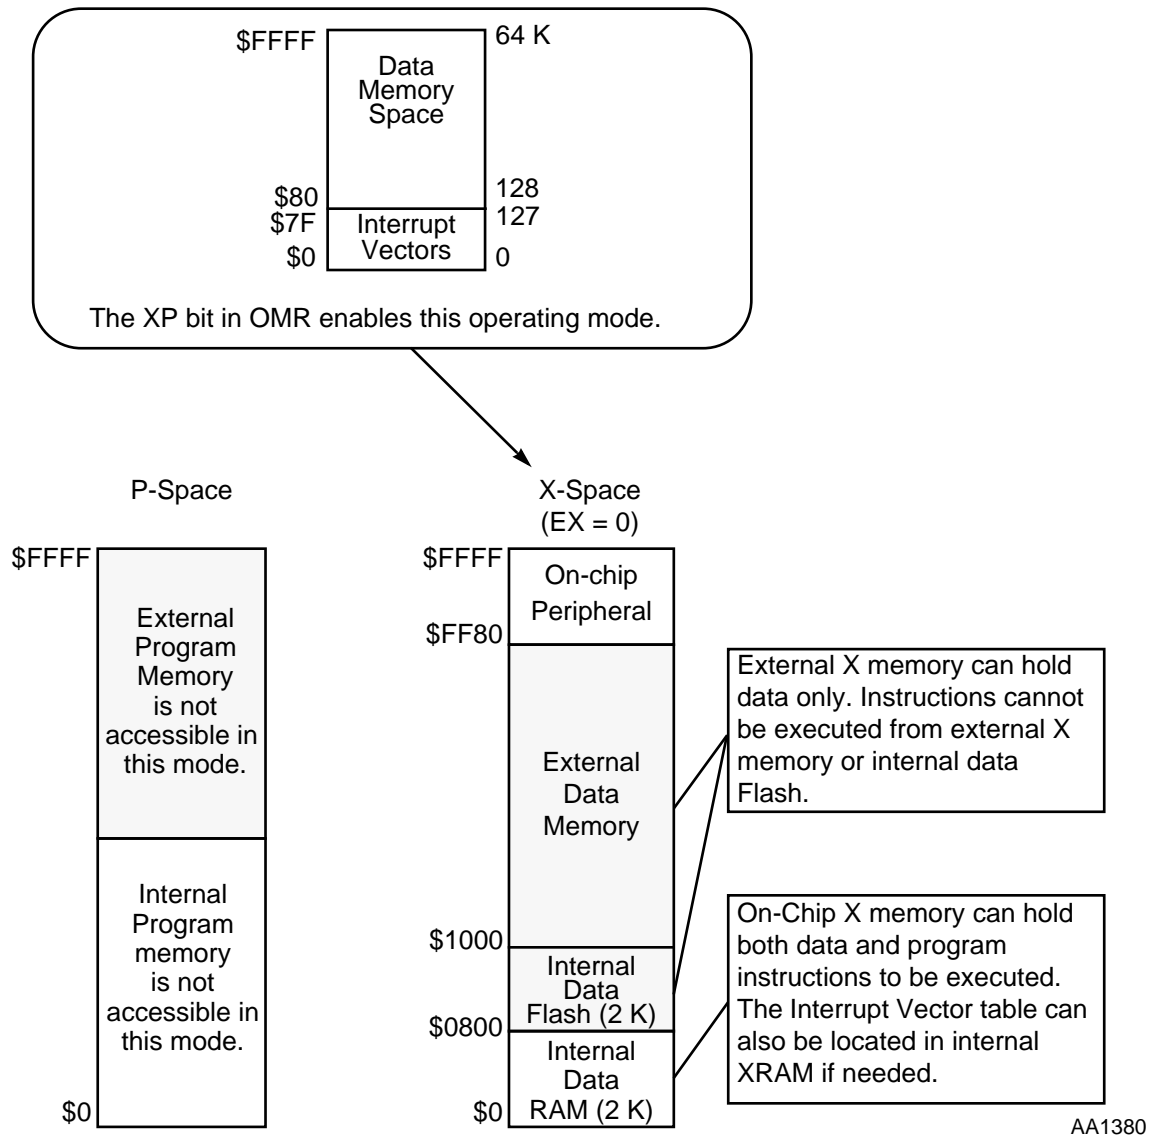 $FFFF
64 K
Data
Memory
Space
$80
128
$7F
127
Interrupt
Vectors
$0
0
The XP bit in OMR enables this operating mode.
P-Space
X-Space
(EX = 0)
$FFFF
External
Program
Memory
is not
accessible in
this mode.
Internal
Program
memory
is not
accessible in
this mode.
$0
$FFFF
On-chip
Peripheral
$FF80
External
Data
Memory
$1000
Internal
Data
Flash (2 K)
$0800
Internal
Data
RAM (2 K)
$0
External X memory can hold
data only. Instructions cannot
be executed from external X
memory or internal data
Flash.
On-Chip X memory can hold
both data and program
instructions to be executed.
The Interrupt Vector table can
also be located in internal
XRAM if needed.
AA1380